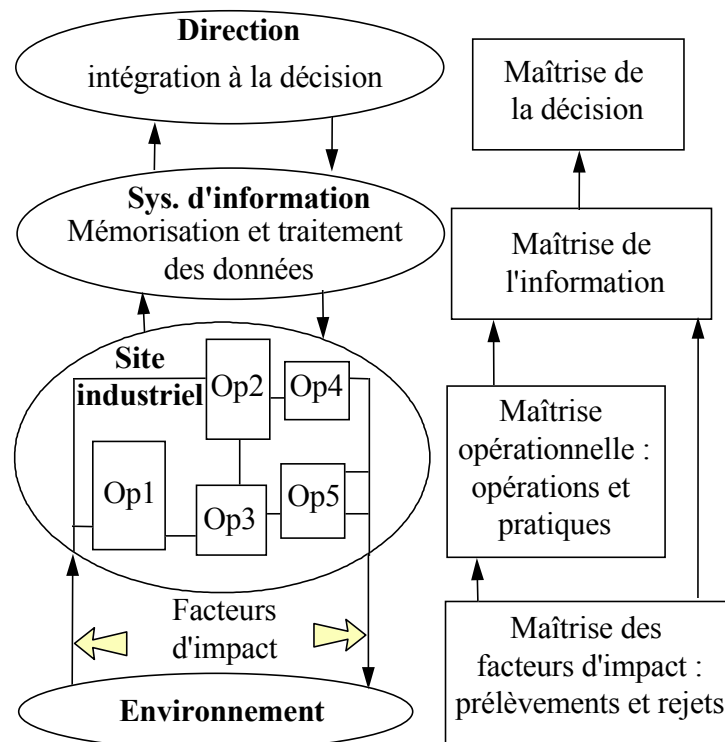 Direction
intégration à la décision
Sys. d'information
Mémorisation et traitement
des données
Site
industriel
Op2
Op4
Op1
Op3
Op5
Facteurs
d'impact
Environnement
Maîtrise de
la décision
Maîtrise de
l'information
Maîtrise
opérationnelle :
opérations et
pratiques
Maîtrise des
facteurs d'impact :
prélèvements et rejets